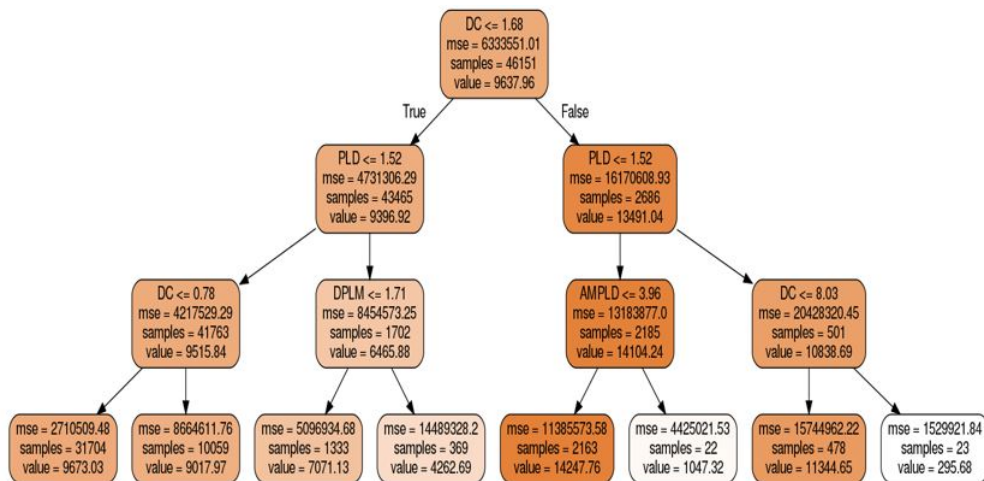 DC <= 1.68
mse = 6333551.01
samples = 46151
value = 9637.96
True
False
PLD <= 1.52
mse = 4731306.29
samples = 43465
value = 9396.92
PLD <= 1.52
mse = 16170608.93
samples = 2686
value = 13491.04
DC <= 0.78
mse = 4217529.29
samples = 41763
value = 9515.84
DPLM <= 1.71
mse = 8454573.25
samples = 1702
value = 6465.88
AMPLD <= 3.96
mse = 13183877.0
samples = 2185
value = 14104.24
DC <= 8.03
mse = 20428320.45
samples = 501
value = 10838.69
mse = 2710509.48
samples = 31704
value = 9673.03
mse = 8664611.76
samples = 10059
value = 9017.97
mse = 5096934.68
samples = 1333
value = 7071.13
mse = 14489328.2
samples = 369
value = 4262.69
mse = 11385573.58
samples = 2163
value = 14247.76
mse = 4425021.53
samples = 22
value = 1047.32
mse = 15744962.22
samples = 478
value = 11344.65
mse = 1529921.84
samples = 23
value = 295.68